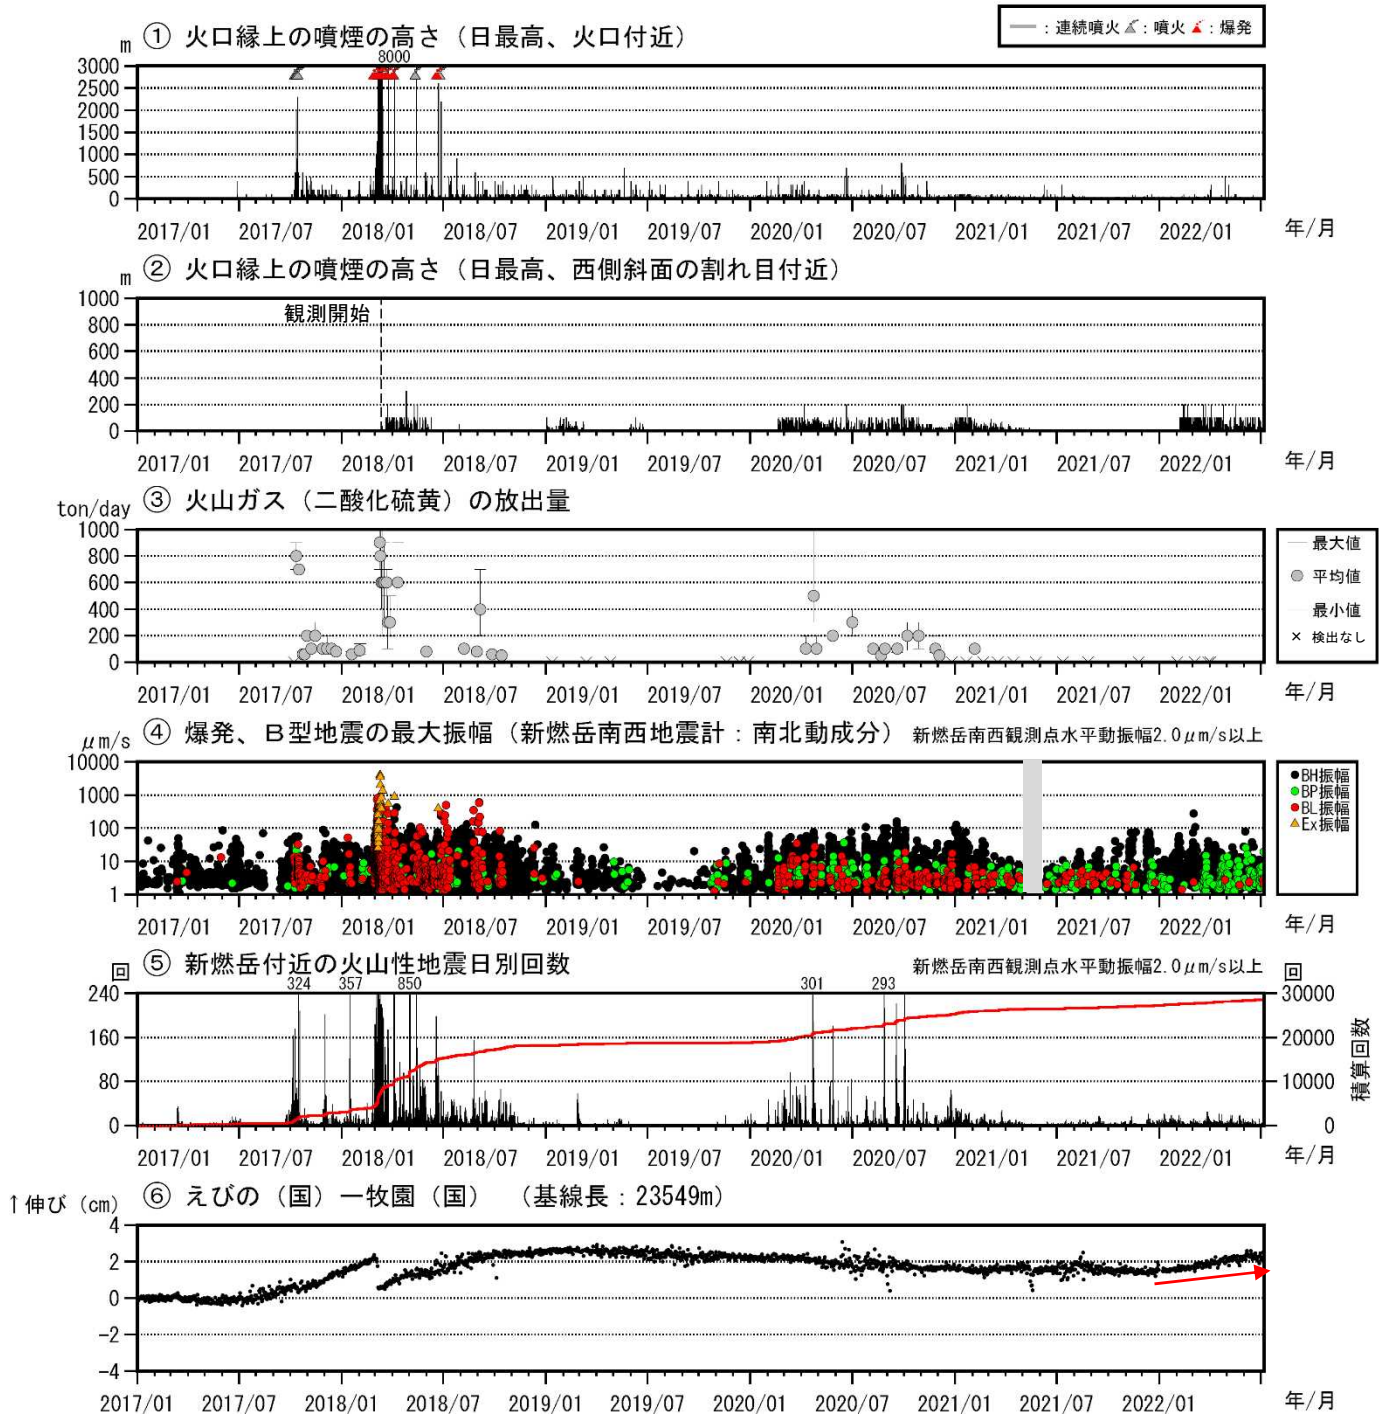 ① 火口縁上の噴煙の高さ（日最高、火口付近）
━ : 連続噴火 : 噴火 : 爆発
m
8000
3000
2500
2000
1500
1000
500
0
2017/01 2017/07 2018/01 2018/07 2019/01 2019/07 2020/01 2020/07 2021/01 2021/07 2022/01 年/月
② 火口縁上の噴煙の高さ（日最高、西側斜面の割れ目付近）
m
1000
観測開始
800
600
400
200
0
2017/01 2017/07 2018/01 2018/07 2019/01 2019/07 2020/01 2020/07 2021/01 2021/07 2022/01 年/月
③ 火山ガス（二酸化硫黄）の放出量
ton/day
1000
800
600
400
200
0
最大値
平均値
最小値
× 検出なし
2017/01 2017/07 2018/01 2018/07 2019/01 2019/07 2020/01 2020/07 2021/01 2021/07 2022/01 年/月
④ 爆発、B型地震の最大振幅（新燃岳南西地震計：南北動成分） 新燃岳南西観測点水平動振幅2.0μm/s以上
μm/s
10000
1000
100
10
1
BH振幅
BP振幅
BL振幅
Ex振幅
2017/01 2017/07 2018/01 2018/07 2019/01 2019/07 2020/01 2020/07 2021/01 2021/07 2022/01 年/月
⑤ 新燃岳付近の火山性地震日別回数 新燃岳南西観測点水平動振幅2.0μm/s以上
回 回
324 357 850 301 293
240 30000
160 20000
80 10000
0 0
積算回数
2017/01 2017/07 2018/01 2018/07 2019/01 2019/07 2020/01 2020/07 2021/01 2021/07 2022/01 年/月
⑥ えびの（国）－牧園（国） （基線長：23549m）
↑伸び（cm）
4
2
0
-2
-4
2017/01 2017/07 2018/01 2018/07 2019/01 2019/07 2020/01 2020/07 2021/01 2021/07 2022/01 年/月